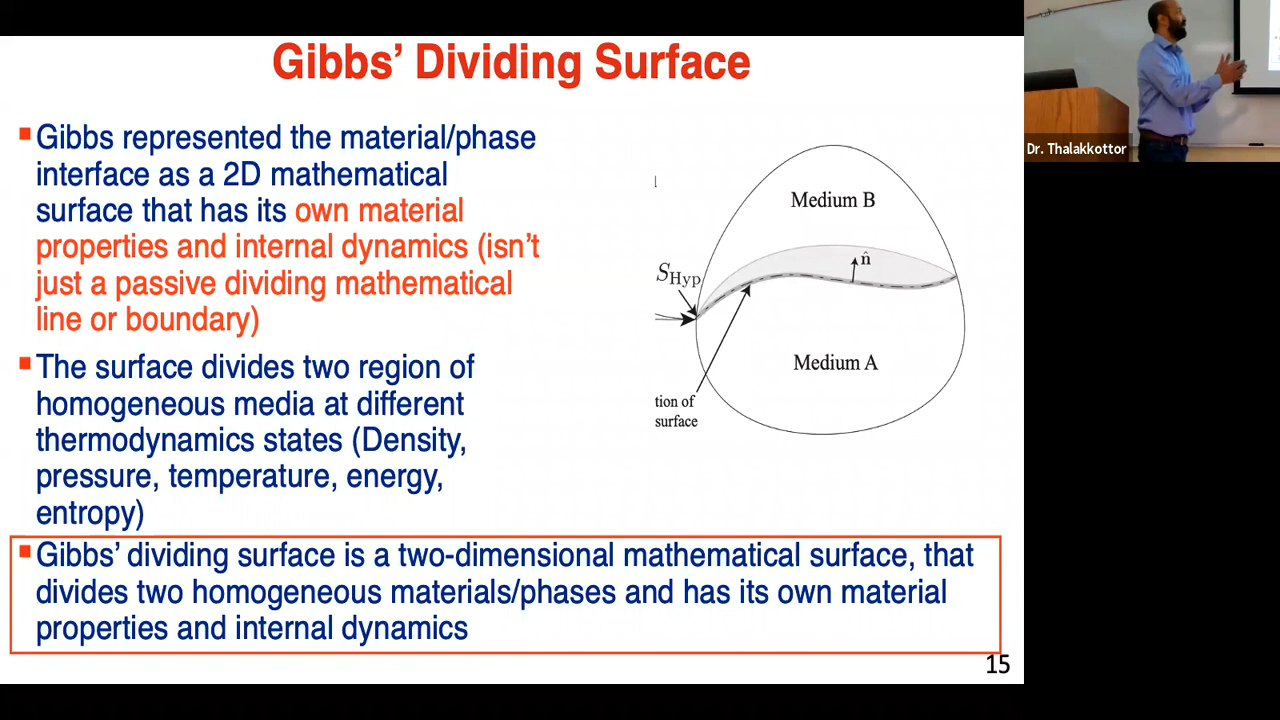 Gibbs' Dividing Surface
▪Gibbs represented the material/phase
interface as a 2D mathematical
surface that has its own material
properties and internal dynamics (isn't
just a passive dividing mathematical
line or boundary)
▪The surface divides two region of
homogeneous media at different
thermodynamics states (Density,
pressure, temperature, energy,
entropy)
▪Gibbs' dividing surface is a two-dimensional mathematical surface, that
divides two homogeneous materials/phases and has its own material
properties and internal dynamics
Medium B
n̂
S_Hyp
Medium A
tion of
surface
15
Dr. Thalakkottor